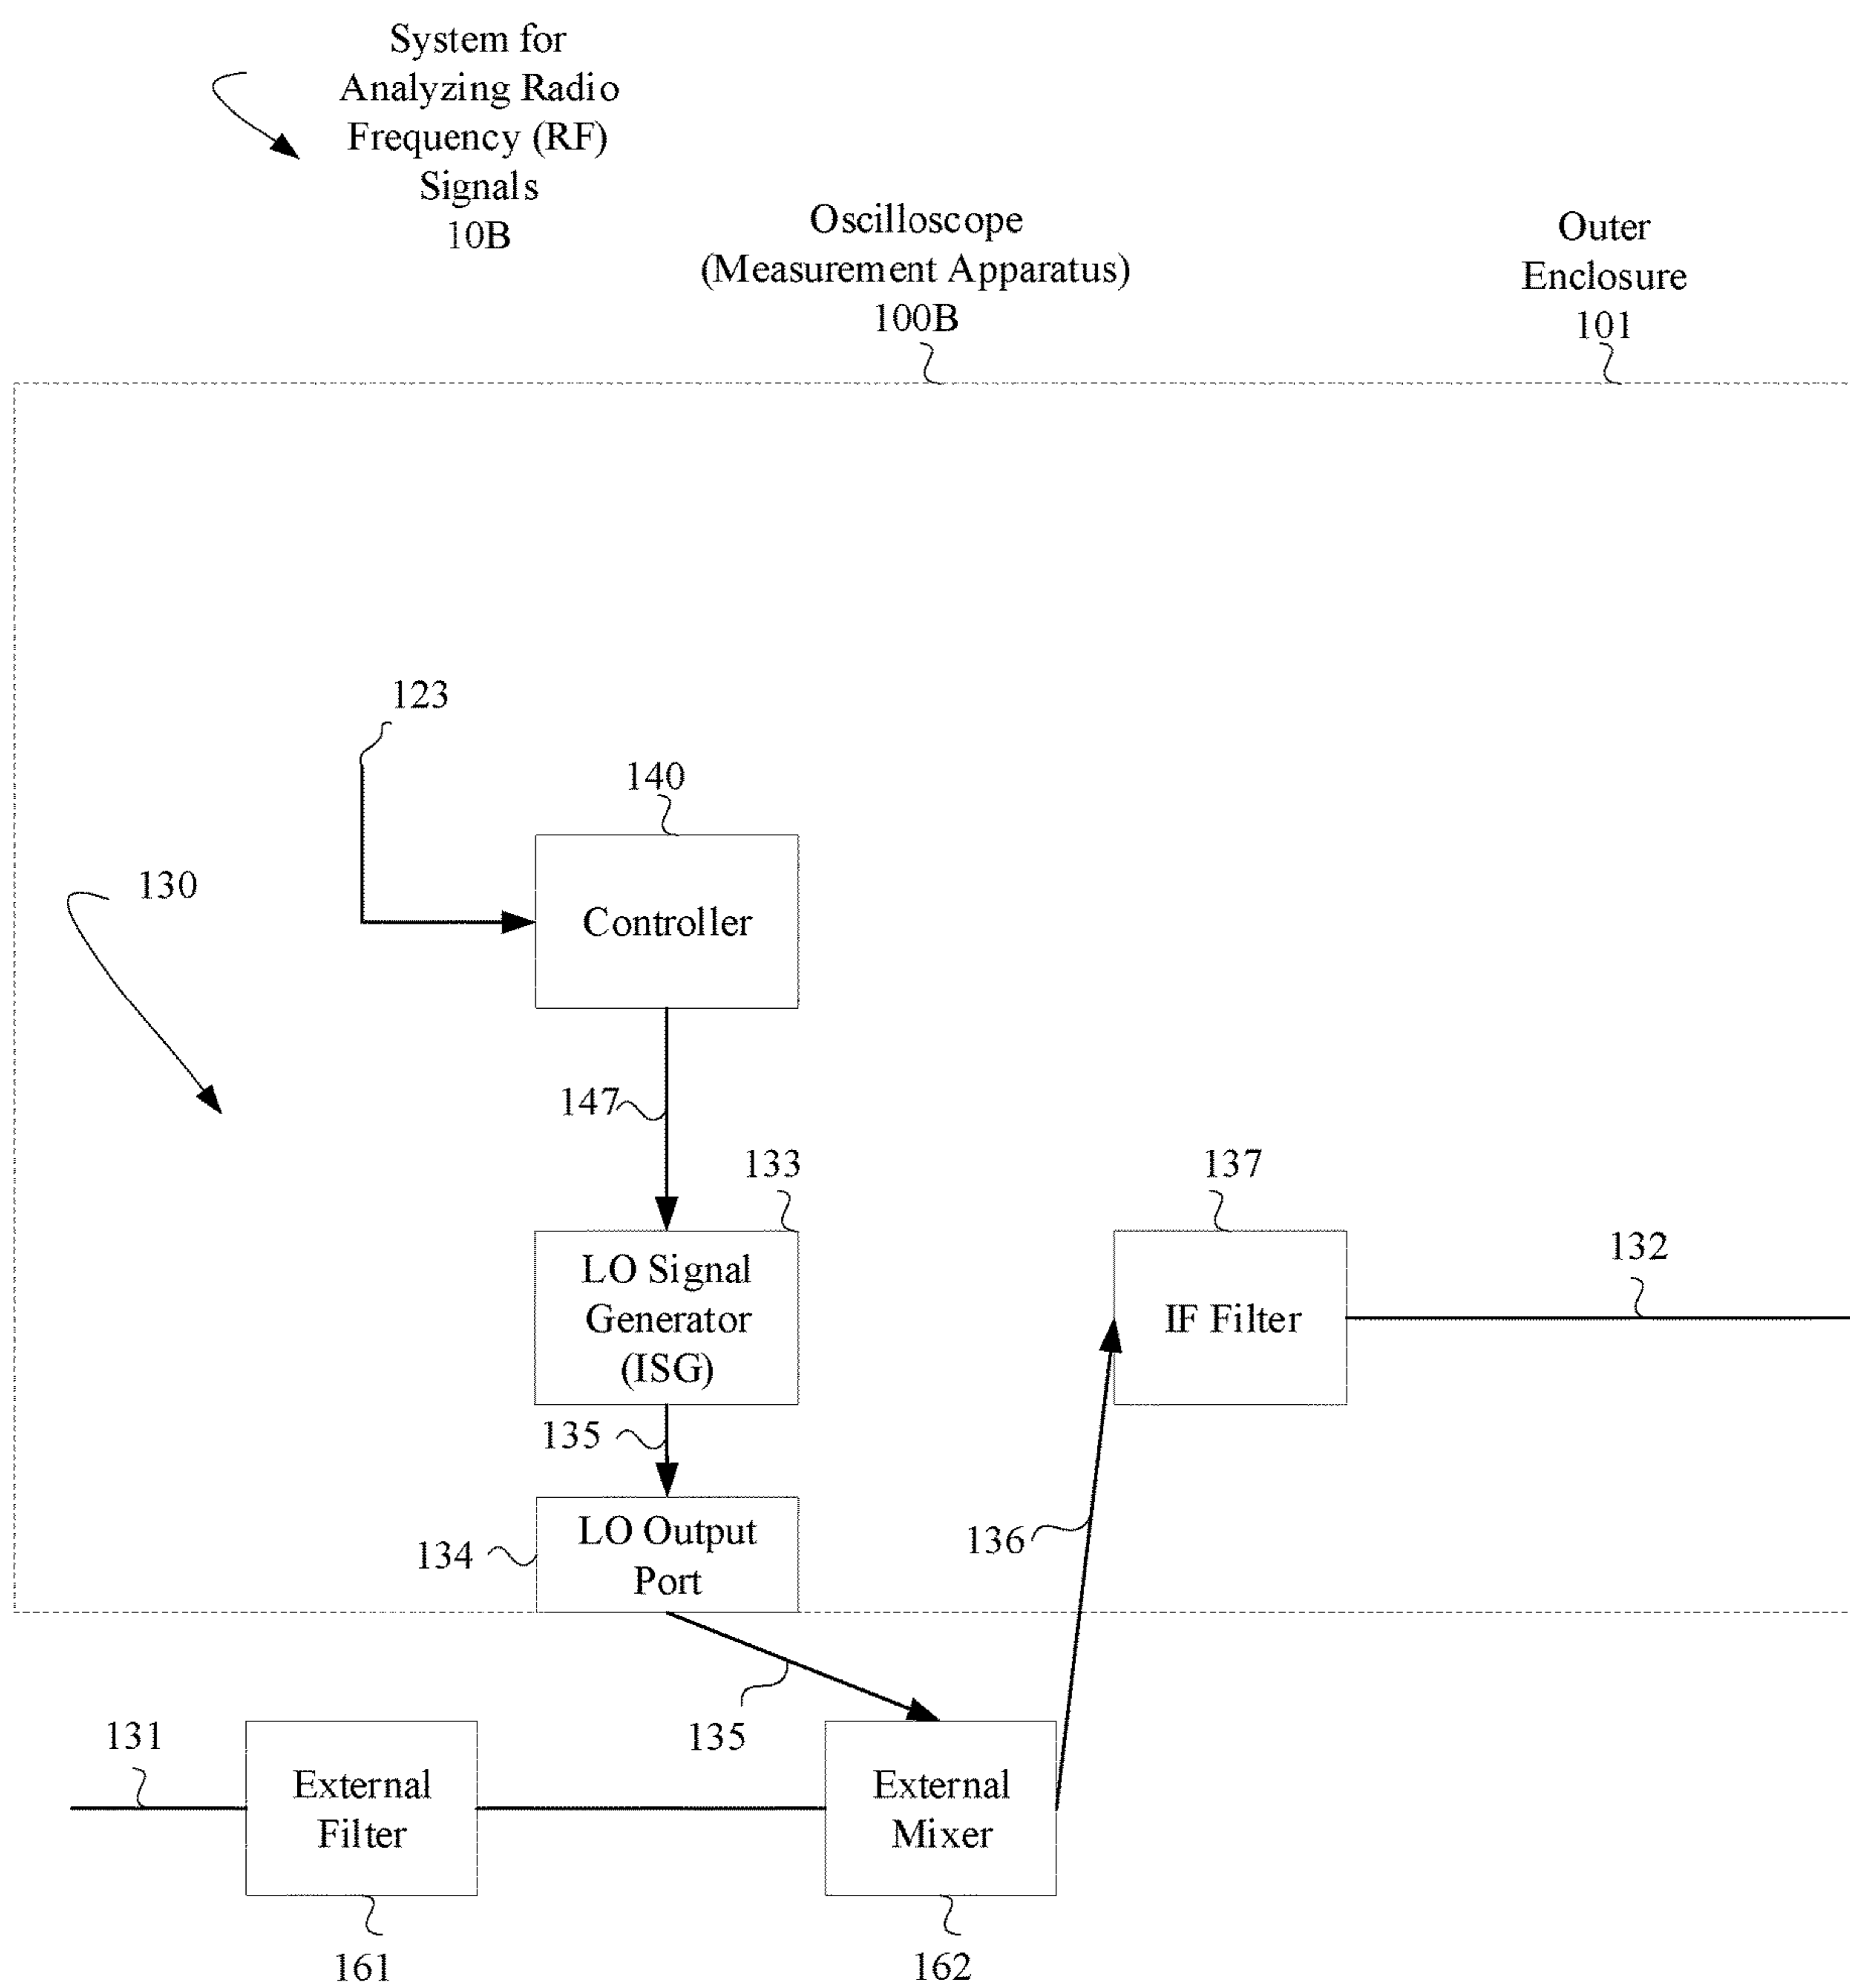 System for
Analyzing Radio
Frequency (RF)
Signals
10B
Oscilloscope
(Measurement Apparatus)
100B
Outer
Enclosure
101
123
140
Controller
130
147
133
LO Signal
Generator
(ISG)
137
IF Filter
132
135
134
LO Output
Port
136
135
131
External
Filter
161
External
Mixer
162